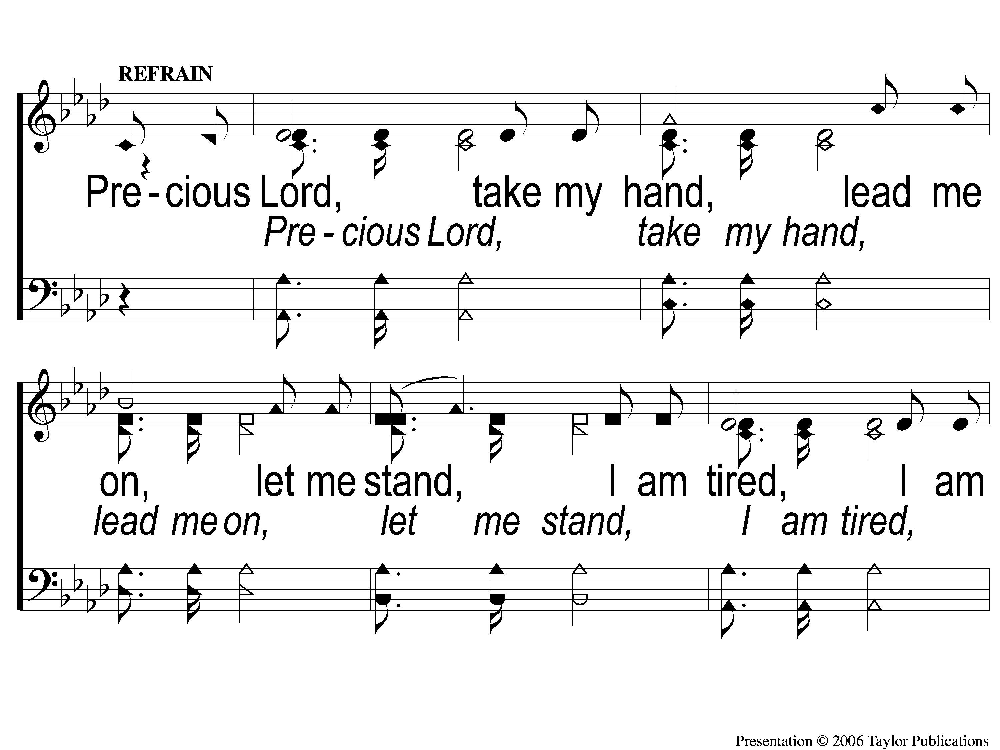 REFRAIN
Pre - cious Lord, take my hand, lead me
Pre - cious Lord, take my hand,
on, let me stand, I am tired, I am
lead me on, let me stand, I am tired,
Presentation © 2006 Taylor Publications